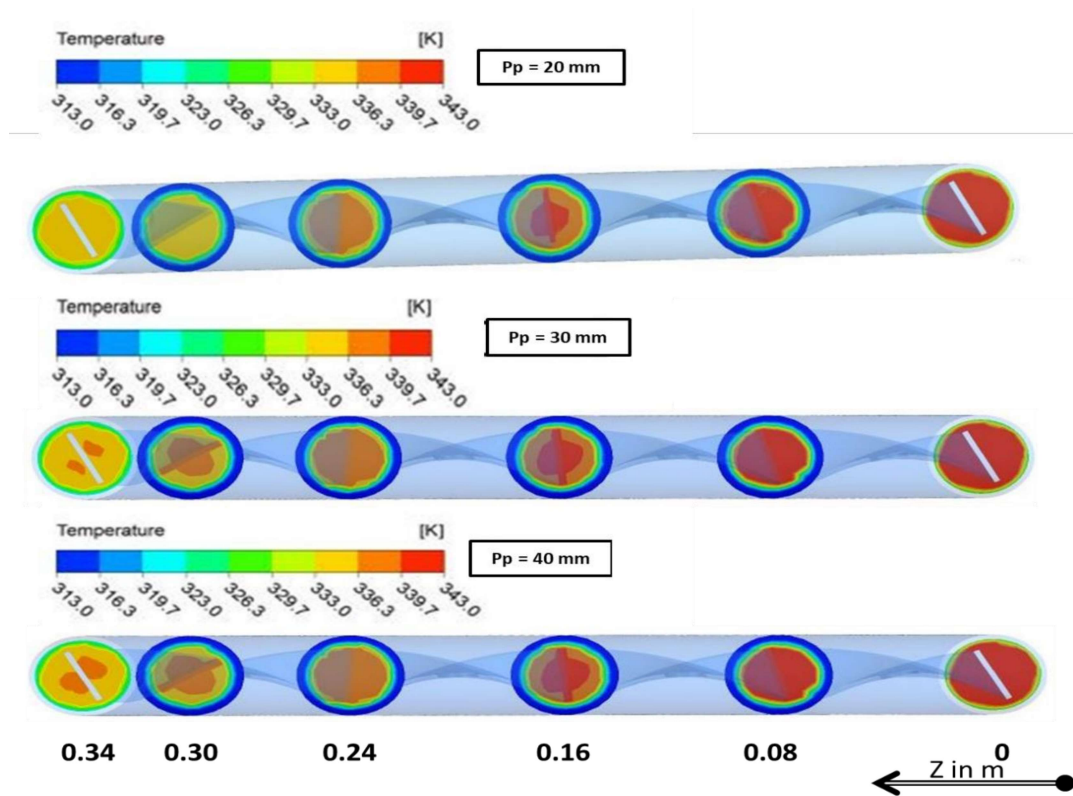 Temperature [K]
Pp = 20 mm
313.0 316.3 319.7 323.0 326.3 329.7 333.0 336.3 339.7 343.0
Temperature [K]
Pp = 30 mm
313.0 316.3 319.7 323.0 326.3 329.7 333.0 336.3 339.7 343.0
Temperature [K]
Pp = 40 mm
313.0 316.3 319.7 323.0 326.3 329.7 333.0 336.3 339.7 343.0
0.34 0.30 0.24 0.16 0.08 0
Z in m